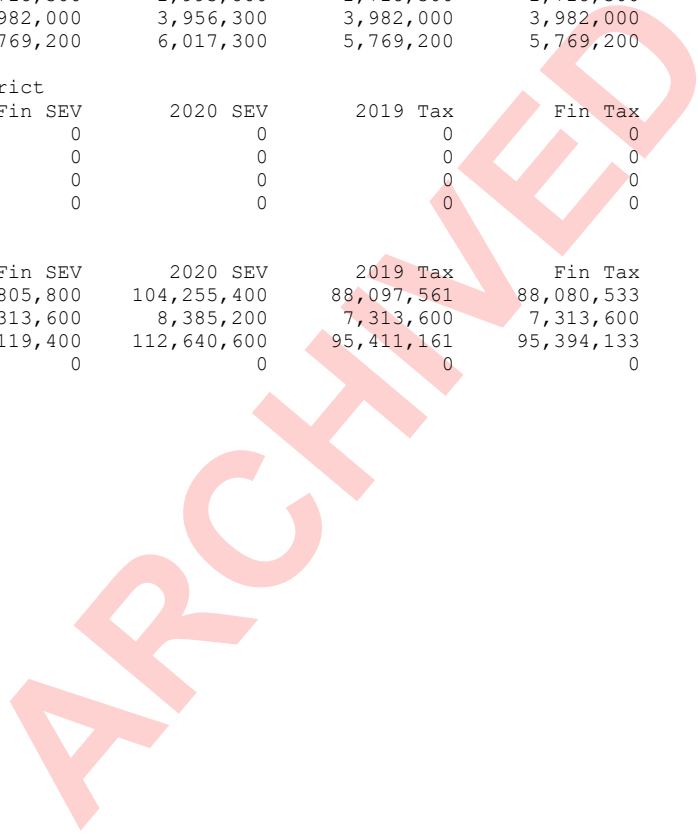 982,000 3,956,300 3,982,000 3,982,000
769,200 6,017,300 5,769,200 5,769,200
rict
Fin SEV 2020 SEV 2019 Tax Fin Tax
0 0 0 0
0 0 0 0
0 0 0 0
0 0 0 0
Fin SEV 2020 SEV 2019 Tax Fin Tax
805,800 104,255,400 88,097,561 88,080,533
313,600 8,385,200 7,313,600 7,313,600
119,400 112,640,600 95,411,161 95,394,133
0 0 0 0
ARCHIVED